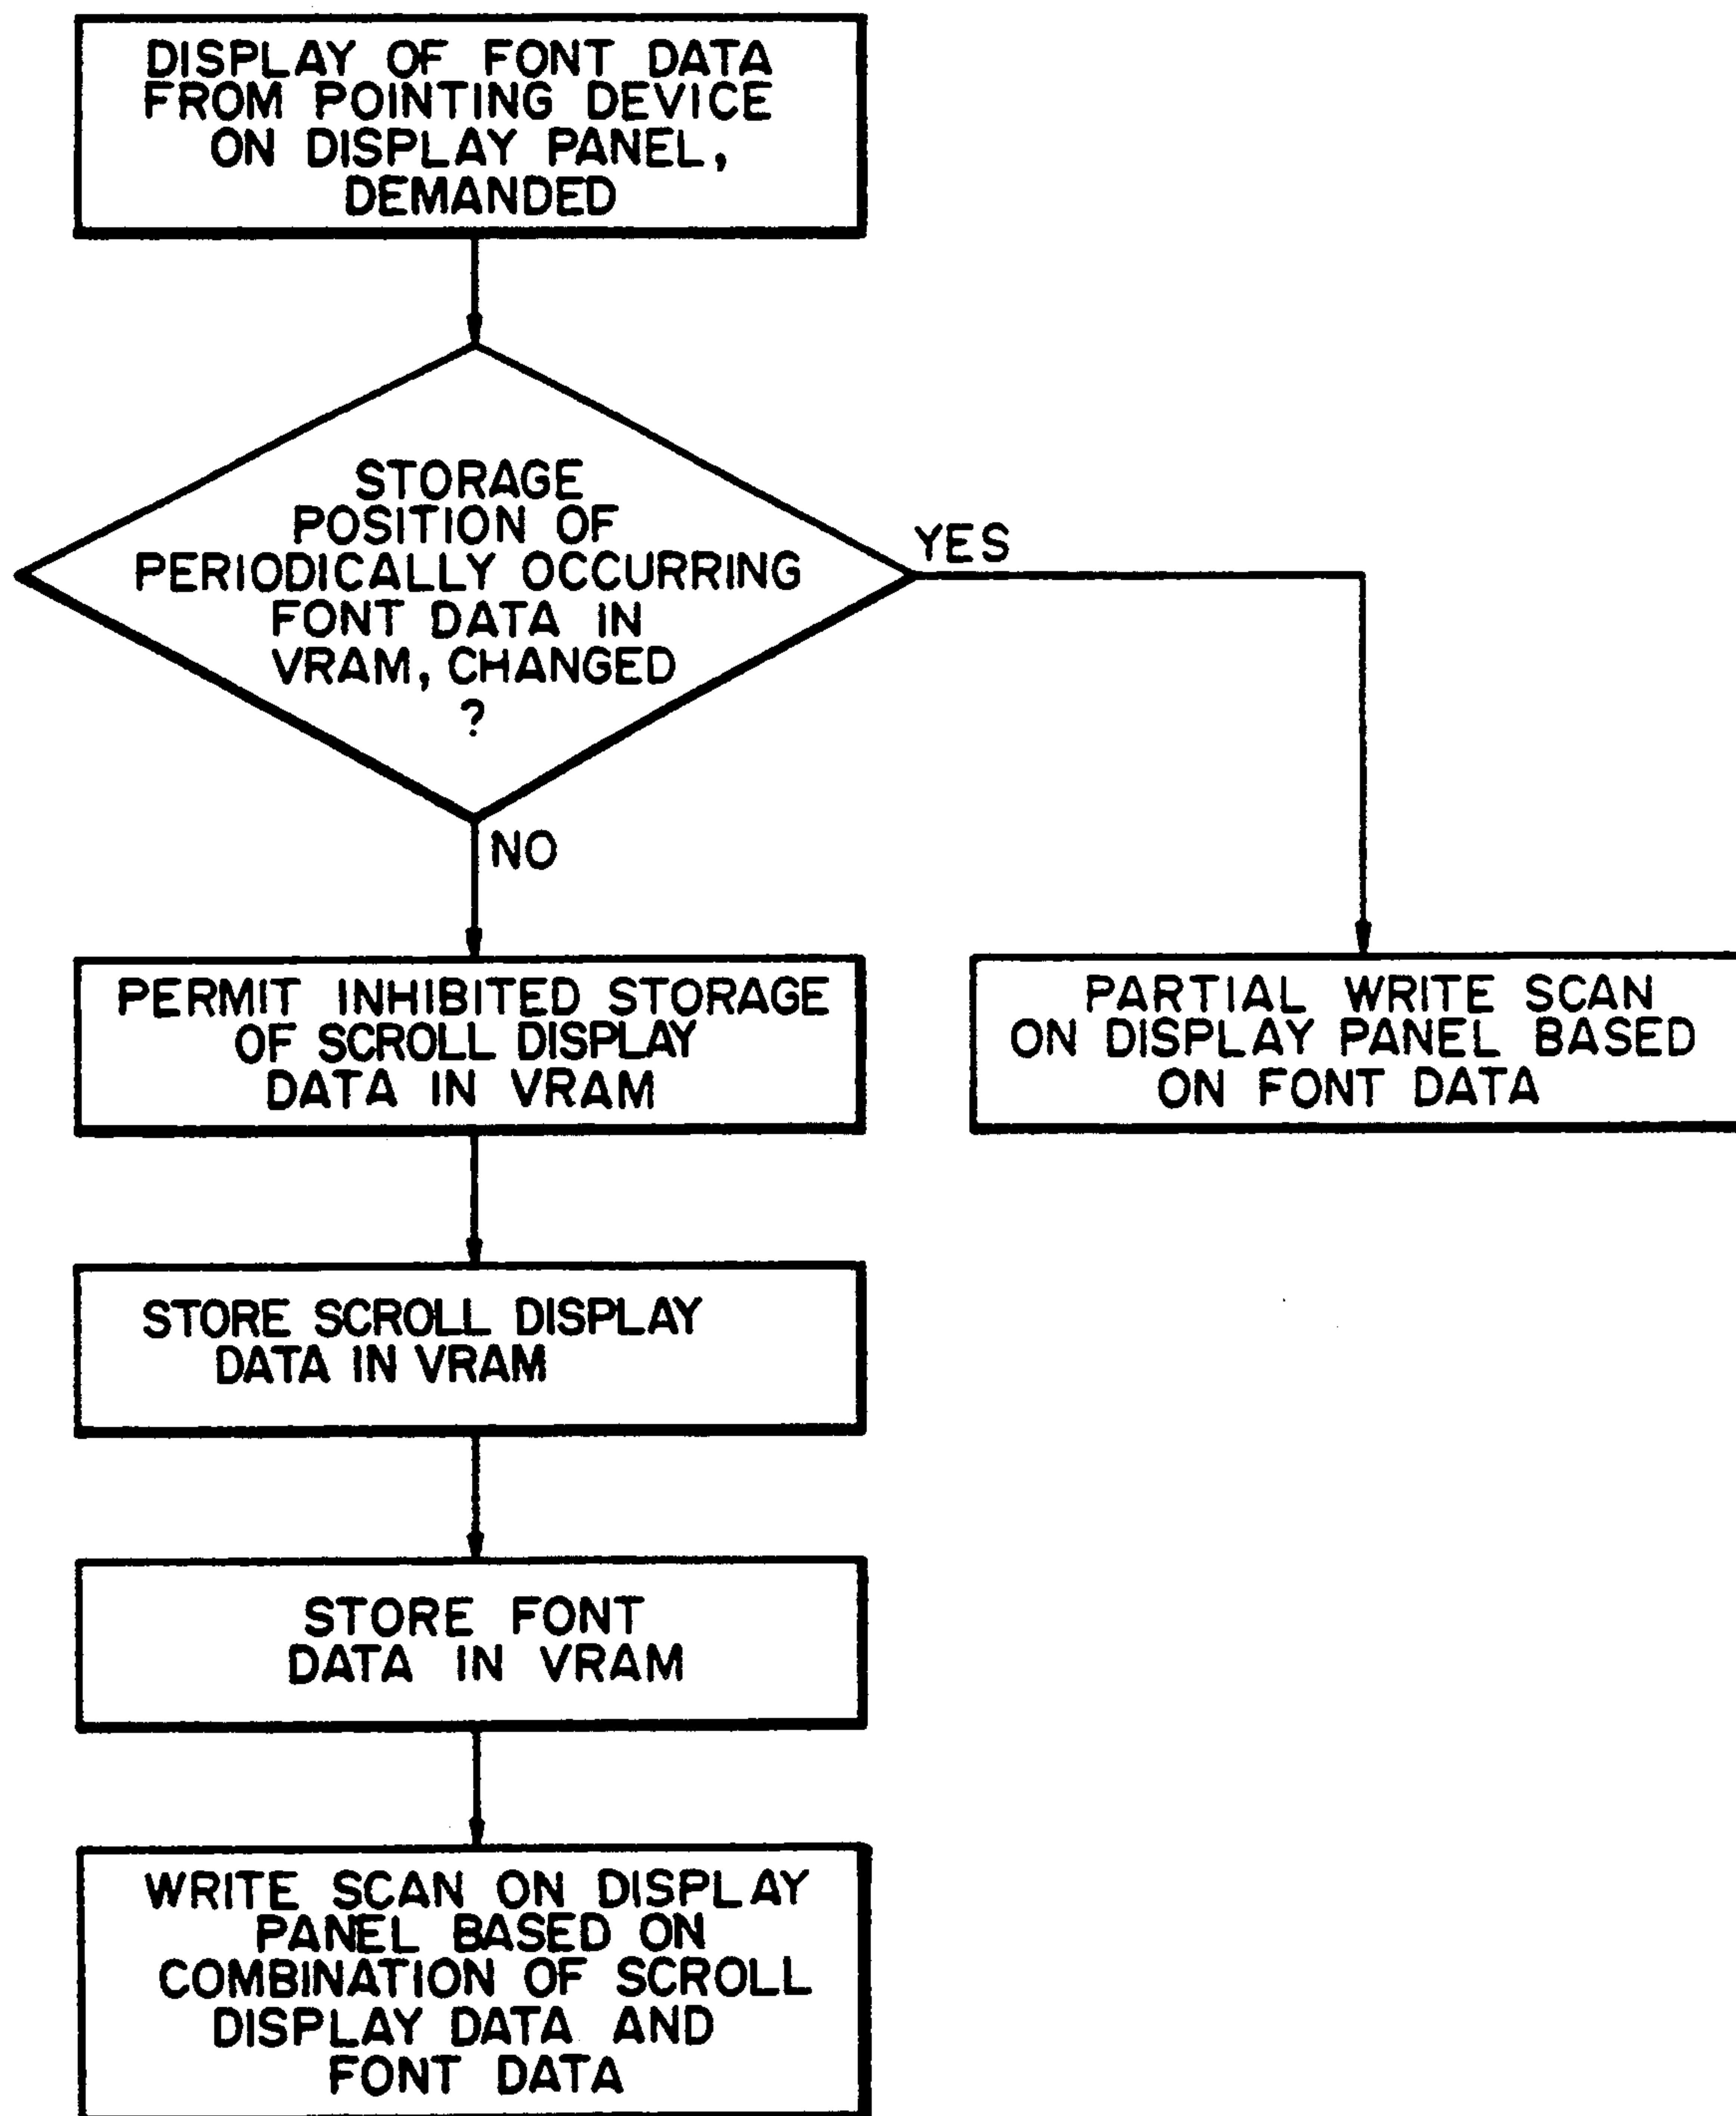 DISPLAY OF FONT DATA
FROM POINTING DEVICE
ON DISPLAY PANEL,
DEMANDED
STORAGE
POSITION OF
PERIODICALLY OCCURRING
FONT DATA IN
VRAM, CHANGED
?
YES
NO
PERMIT INHIBITED STORAGE
OF SCROLL DISPLAY
DATA IN VRAM
PARTIAL WRITE SCAN
ON DISPLAY PANEL BASED
ON FONT DATA
STORE SCROLL DISPLAY
DATA IN VRAM
STORE FONT
DATA IN VRAM
WRITE SCAN ON DISPLAY
PANEL BASED ON
COMBINATION OF SCROLL
DISPLAY DATA AND
FONT DATA